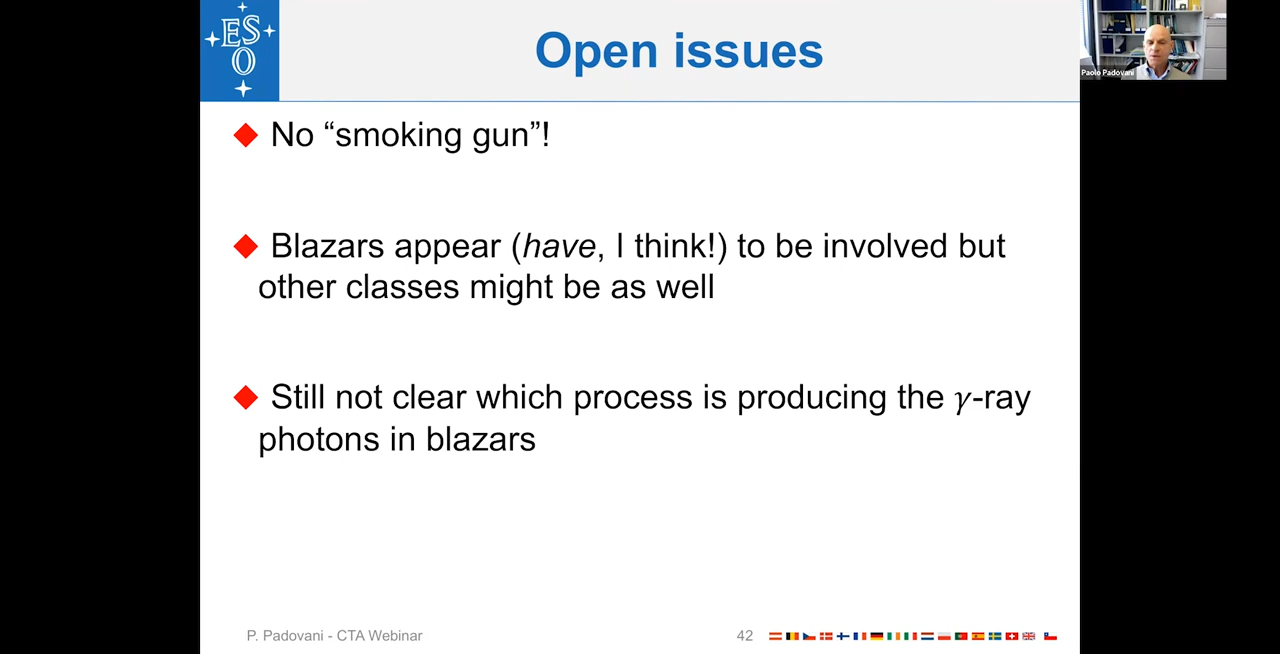 ES
O
Open issues
Paolo Padovani
No “smoking gun”!
Blazars appear (have, I think!) to be involved but
other classes might be as well
Still not clear which process is producing the γ-ray
photons in blazars
P. Padovani - CTA Webinar
42